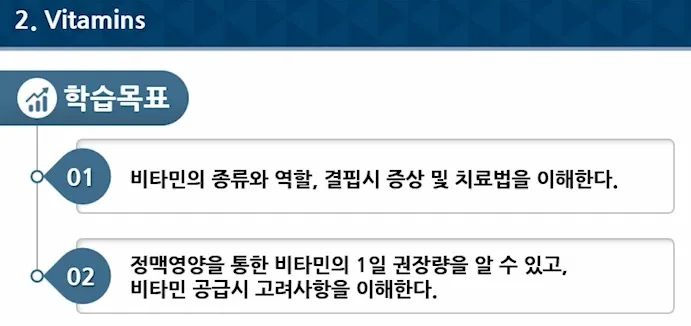 2. Vitamins
학습목표
01
비타민의 종류와 역할, 결핍시 증상 및 치료법을 이해한다.
02
정맥영양을 통한 비타민의 1일 권장량을 알 수 있고,
비타민 공급시 고려사항을 이해한다.